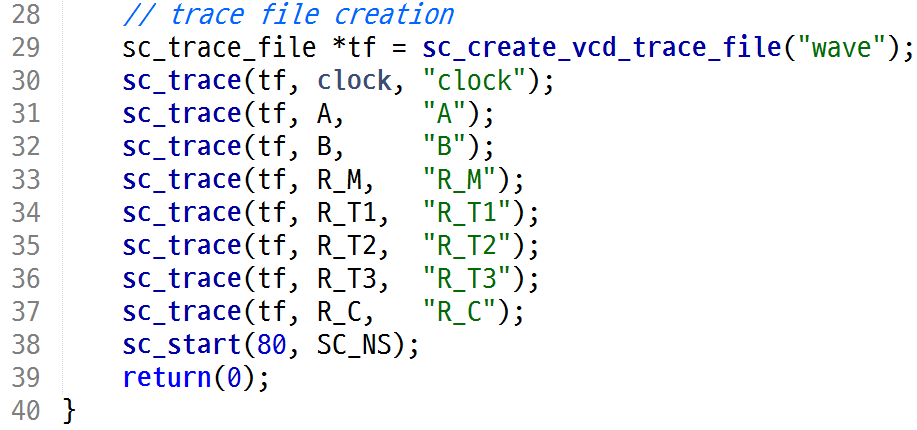 28 // trace file creation
29 sc_trace_file *tf = sc_create_vcd_trace_file("wave");
30 sc_trace(tf, clock, "clock");
31 sc_trace(tf, A,     "A");
32 sc_trace(tf, B,     "B");
33 sc_trace(tf, R_M,   "R_M");
34 sc_trace(tf, R_T1,  "R_T1");
35 sc_trace(tf, R_T2,  "R_T2");
36 sc_trace(tf, R_T3,  "R_T3");
37 sc_trace(tf, R_C,   "R_C");
38 sc_start(80, SC_NS);
39 return(0);
40 }